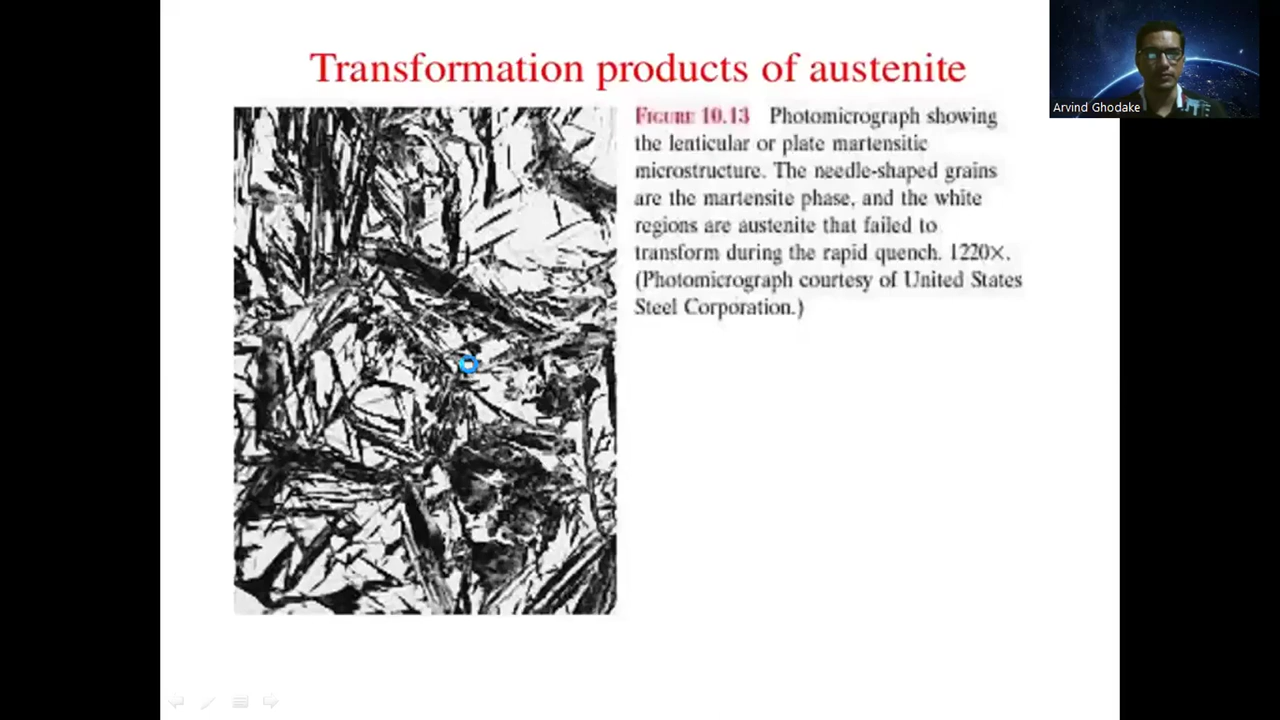 Transformation products of austenite
FIGURE 10.13 Photomicrograph showing
the lenticular or plate martensitic
microstructure. The needle-shaped grains
are the martensite phase, and the white
regions are austenite that failed to
transform during the rapid quench. 1220×.
(Photomicrograph courtesy of United States
Steel Corporation.)
Arvind Ghodake